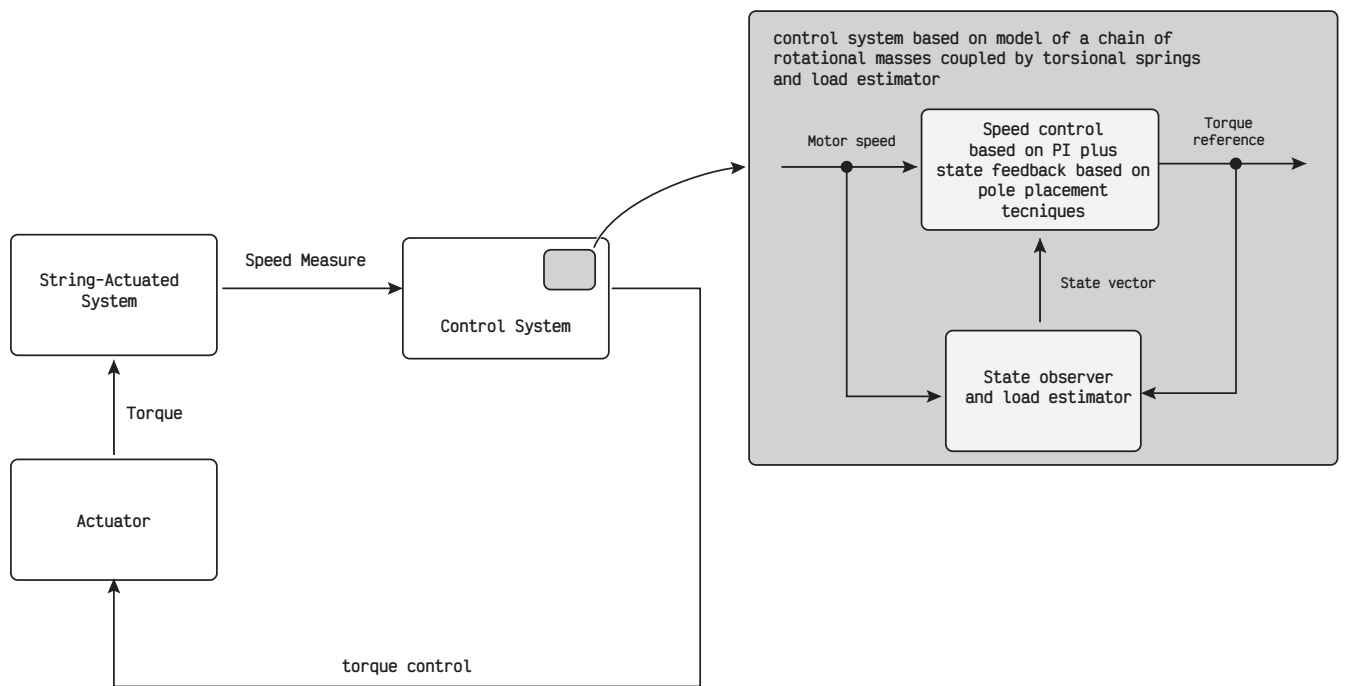 control system based on model of a chain of
rotational masses coupled by torsional springs
and load estimator
Motor speed
Speed control
based on PI plus
state feedback based on
pole placement
tecniques
Torque
reference
State vector
State observer
and load estimator
String-Actuated
System
Speed Measure
Control System
Torque
Actuator
torque control